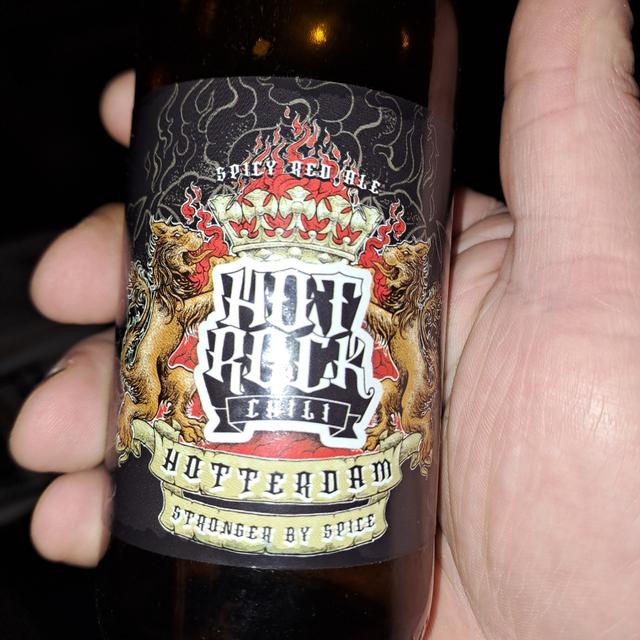 SPICY RED ALE
HOT
ROCK
CHILI
HOTTERDAM
STRONGER BY SPICE